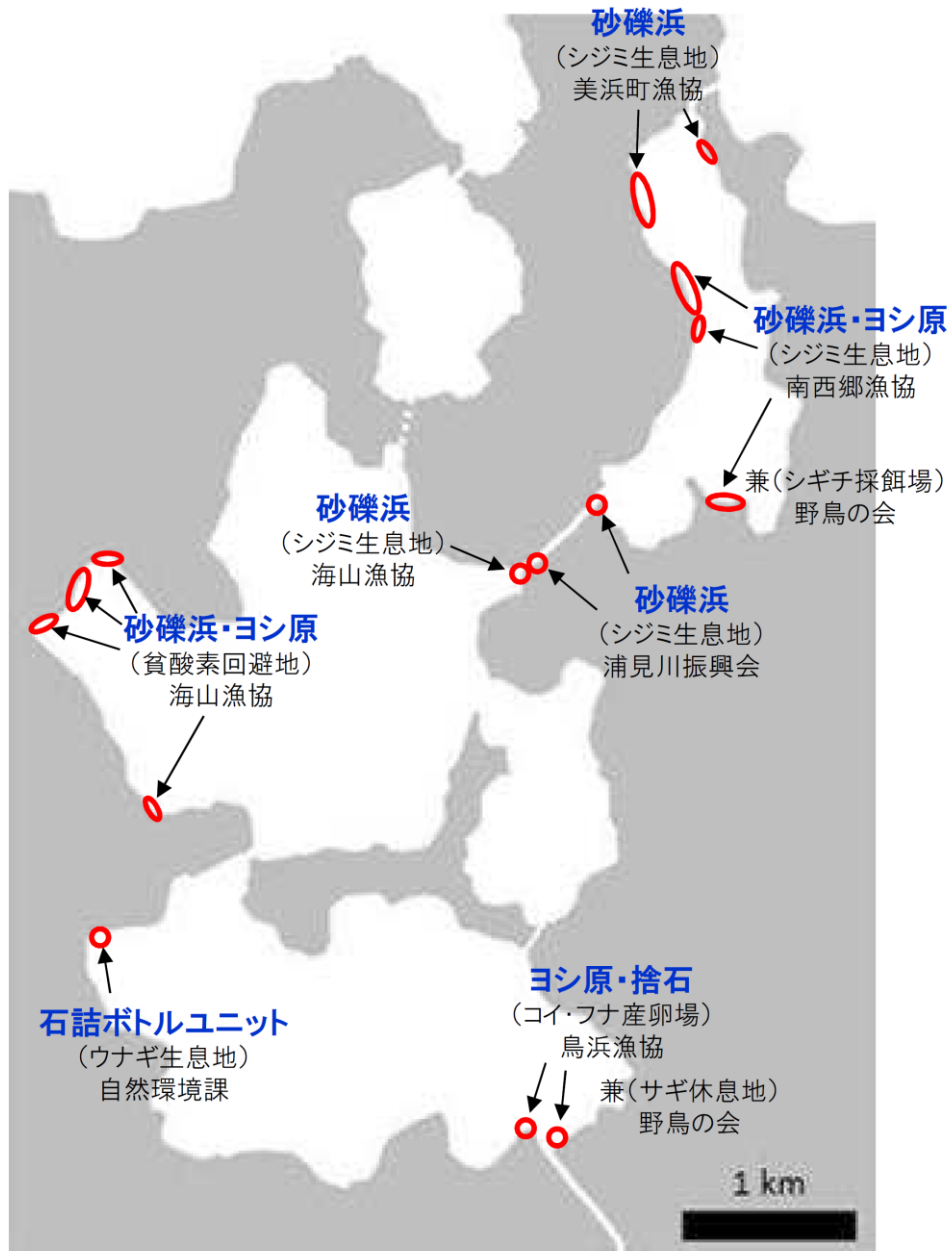 砂礫浜
（シジミ生息地）
美浜町漁協
砂礫浜・ヨシ原
（シジミ生息地）
南西郷漁協
兼（シギチ採餌場）
野鳥の会
砂礫浜
（シジミ生息地）
海山漁協
砂礫浜
（シジミ生息地）
浦見川振興会
砂礫浜・ヨシ原
（貧酸素回避地）
海山漁協
石詰ボトルユニット
（ウナギ生息地）
自然環境課
ヨシ原・捨石
（コイ・フナ産卵場）
鳥浜漁協
兼（サギ休息地）
野鳥の会
1 km